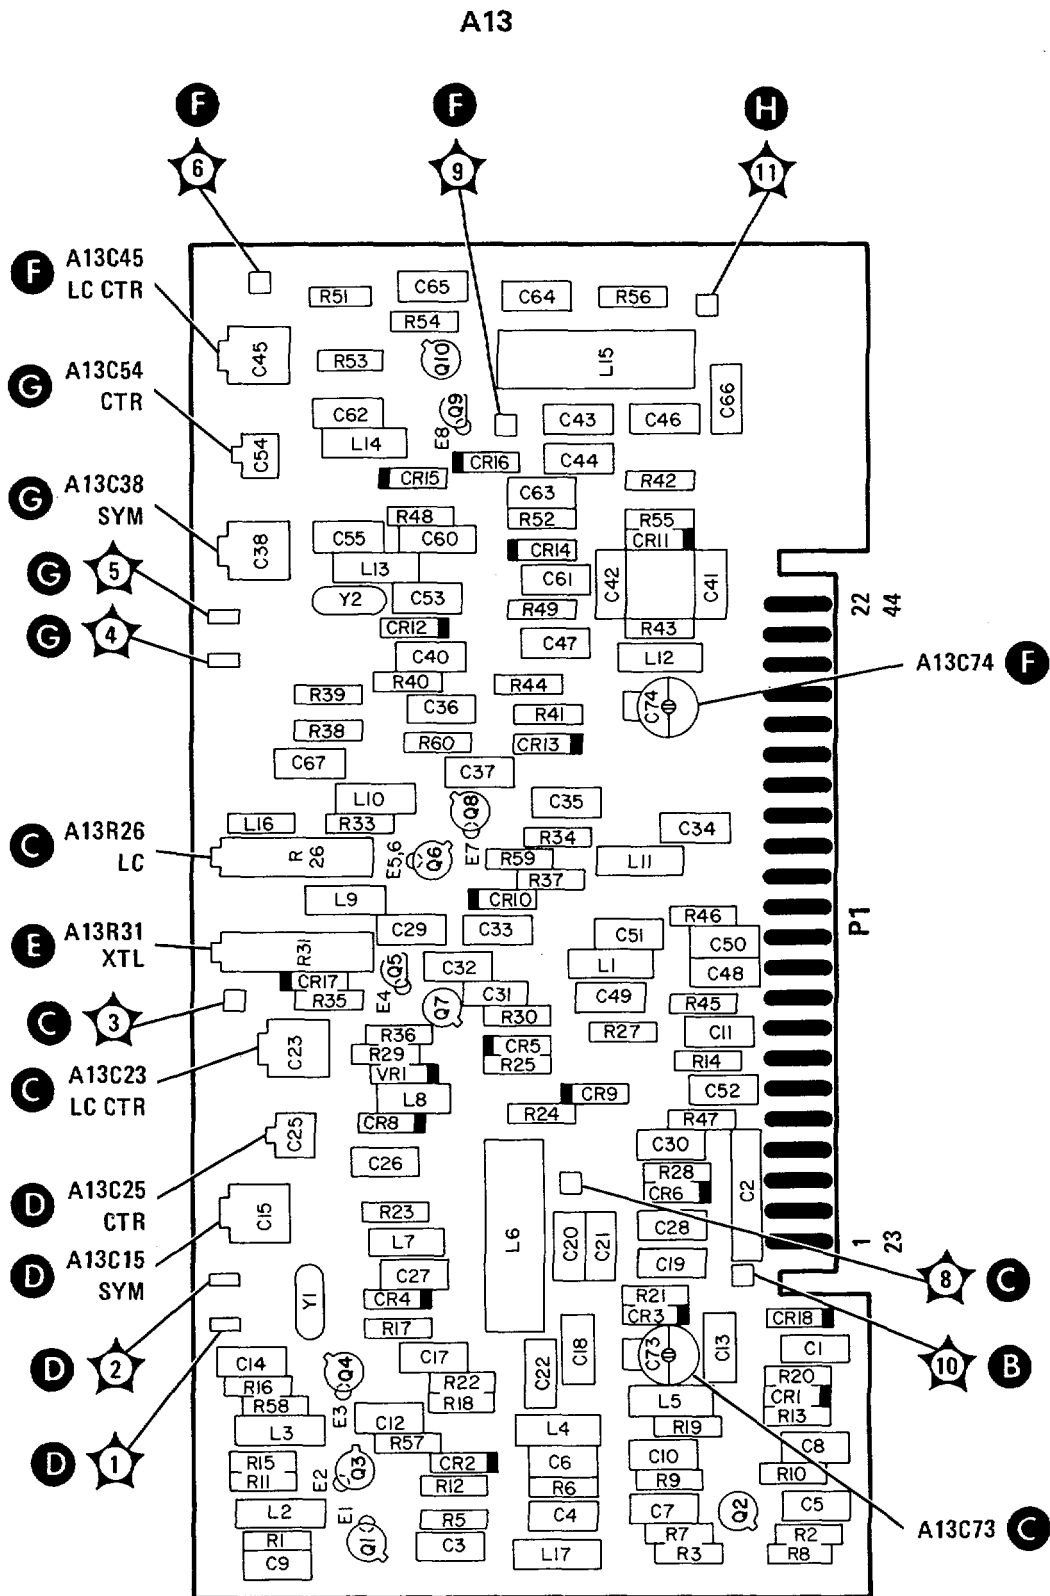 A13
F
F
H
6
9
11
F
A13C45
LC CTR
G
A13C54
CTR
G
A13C38
SYM
G
5
G
4
C
A13R26
LC
E
A13R31
XTL
C
3
C
A13C23
LC CTR
D
A13C25
CTR
D
A13C15
SYM
D
2
D
1
R51
C65
C64
R56
R54
C45
R53
Q10
L15
C66
C62
Q9
C43
C46
L14
E8
C54
CR16
C44
CR15
C63
R42
R48
R52
R55
C38
C55
C60
CR11
CR14
L13
C61
C42
C41
Y2
C53
R49
CR12
C47
R43
C40
L12
R40
R44
R39
C36
R41
C74
R38
R60
CR13
C67
C37
L10
C35
Q8
L16
R33
R34
C34
R 26
E5,6
Q6
E7
R59
L11
R37
L9
CR10
R46
C29
C33
C51
C50
R31
Q5
C32
L1
C48
CR17
R35
E4
Q7
C31
C49
R45
R30
R27
C11
C23
R36
R29
CR5
R25
R14
VR1
L8
CR9
C52
R24
CR8
R47
C25
C26
C30
R28
CR6
C2
C15
R23
L6
C20
C21
C28
L7
C27
C19
Y1
CR4
R21
CR3
CR18
R17
C18
C73
C13
C1
C14
Q4
C17
C22
R20
R16
R22
CR1
R58
R18
L5
R13
E3
C12
L3
R57
L4
R19
C8
R15
Q3
CR2
C6
C10
R10
R11
E2
R12
R6
R9
L2
E1
R5
C4
C7
Q2
C5
R1
Q1
C3
R7
R2
C9
L17
R3
R8
22
44
A13C74
F
P1
1
23
8
C
10
B
A13C73
C